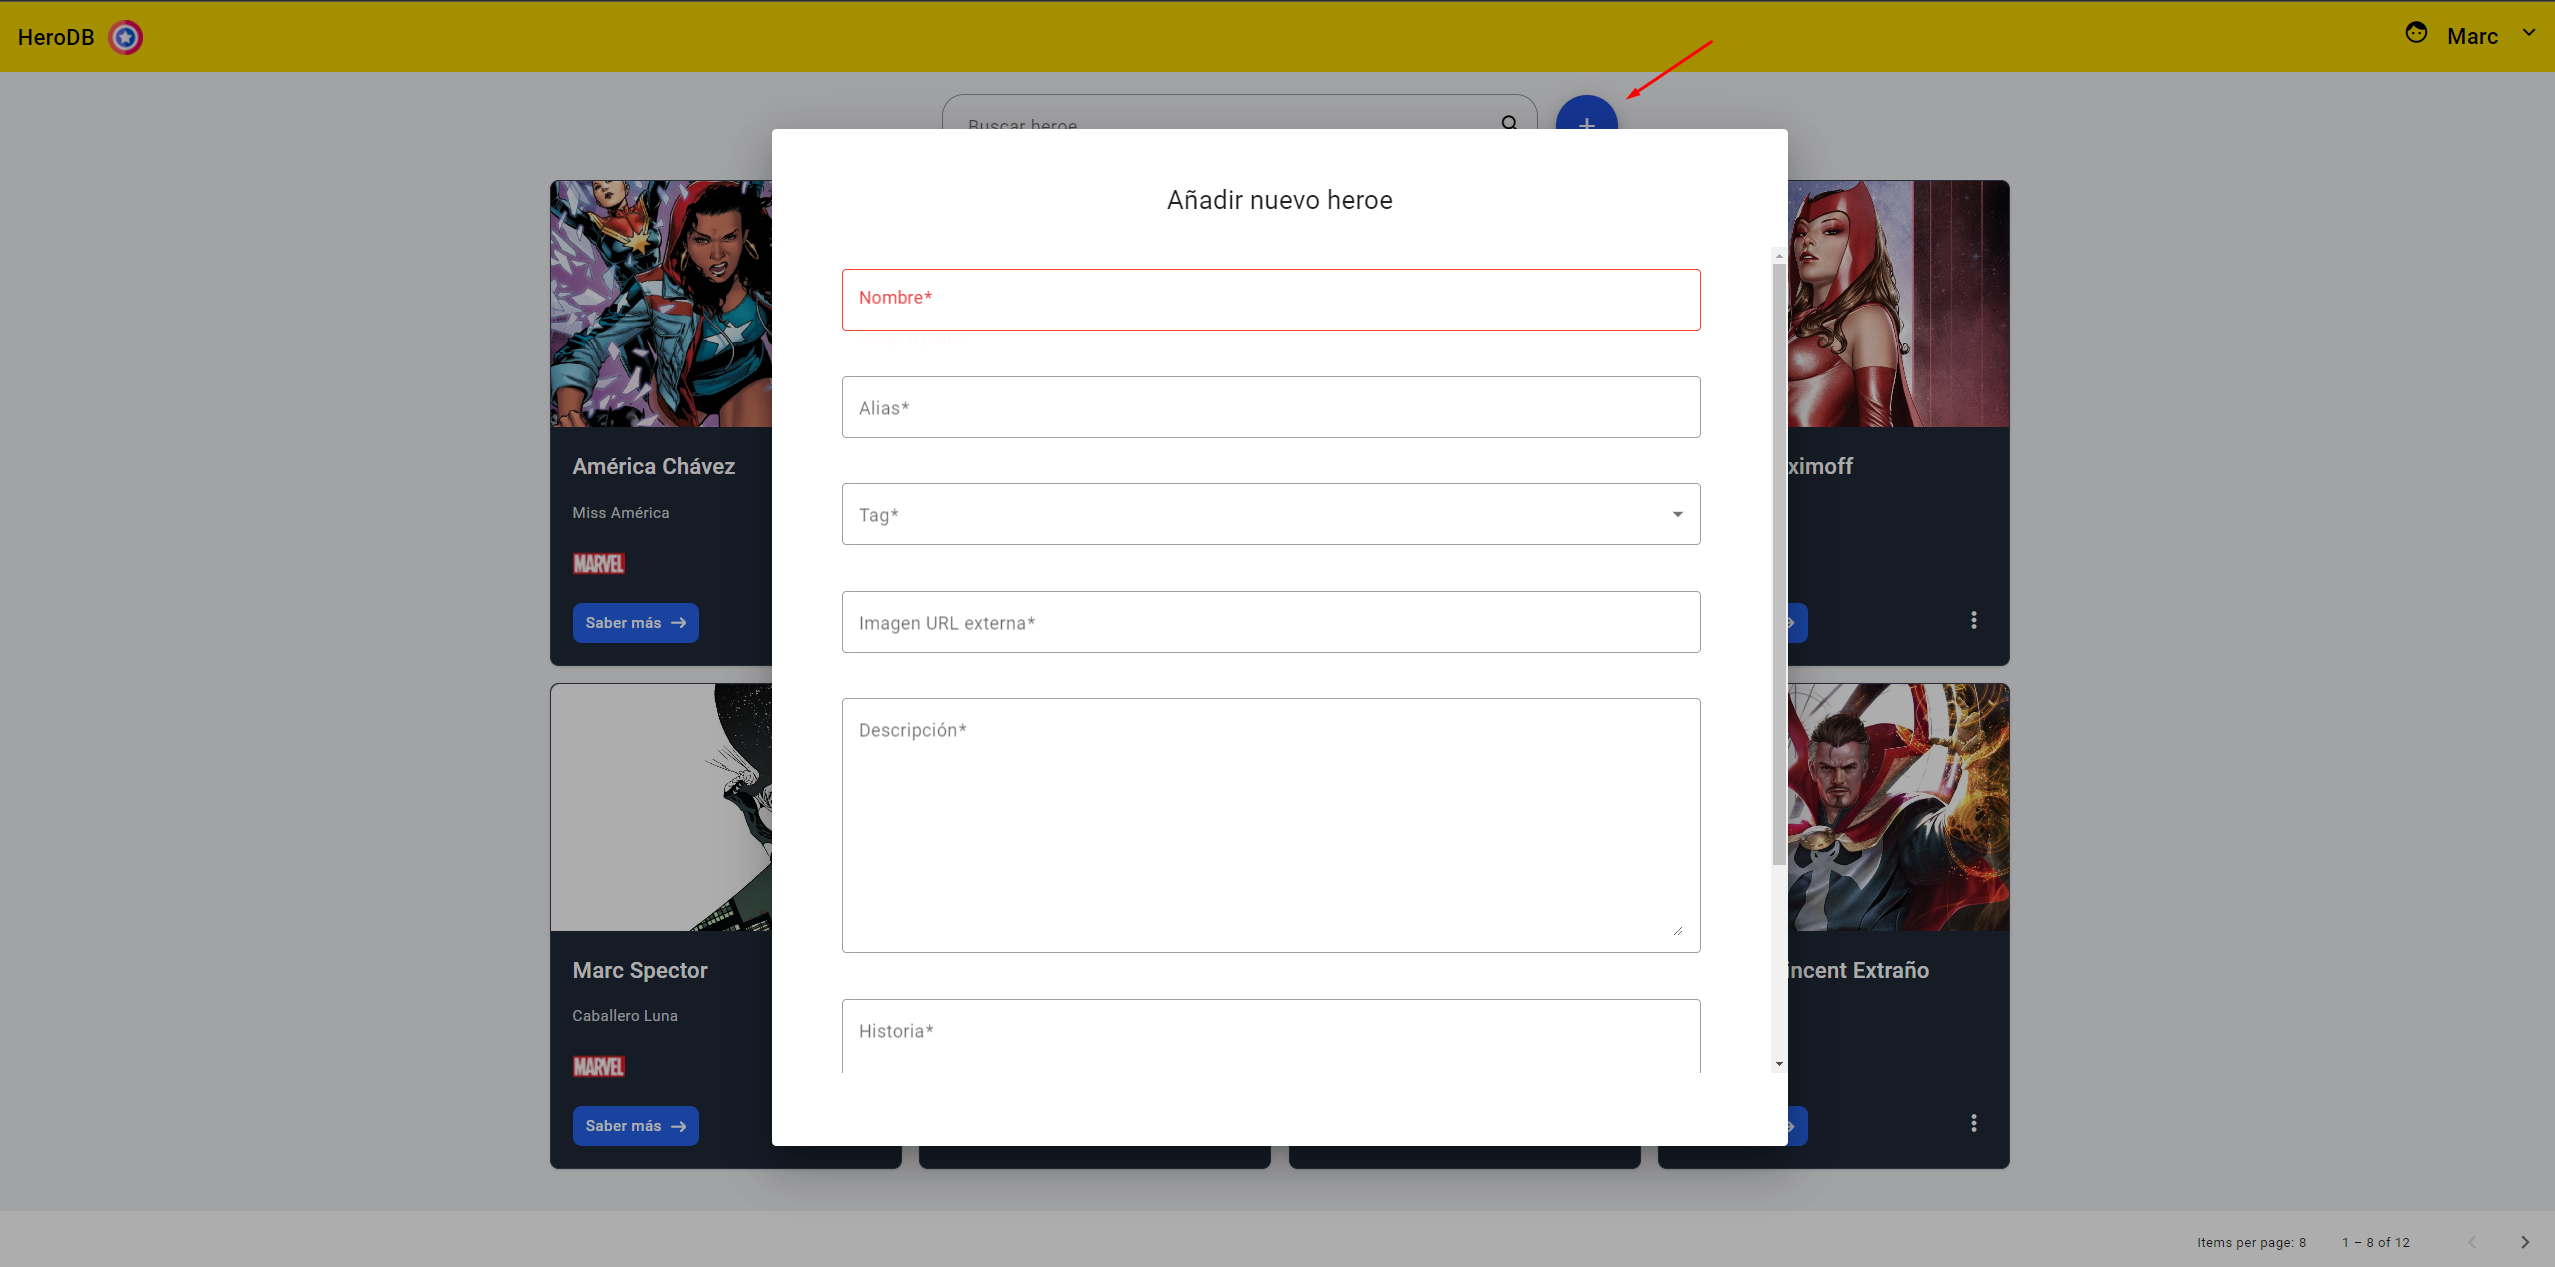 HeroDB
Marc
Buscar heroe
+
Añadir nuevo heroe
Nombre*
Alias*
Tag*
Imagen URL externa*
Descripción*
Historia*
América Chávez
Miss América
MARVEL
Saber más
ximoff
Marc Spector
Caballero Luna
MARVEL
Saber más
incent Extraño
Items per page: 8
1 – 8 of 12